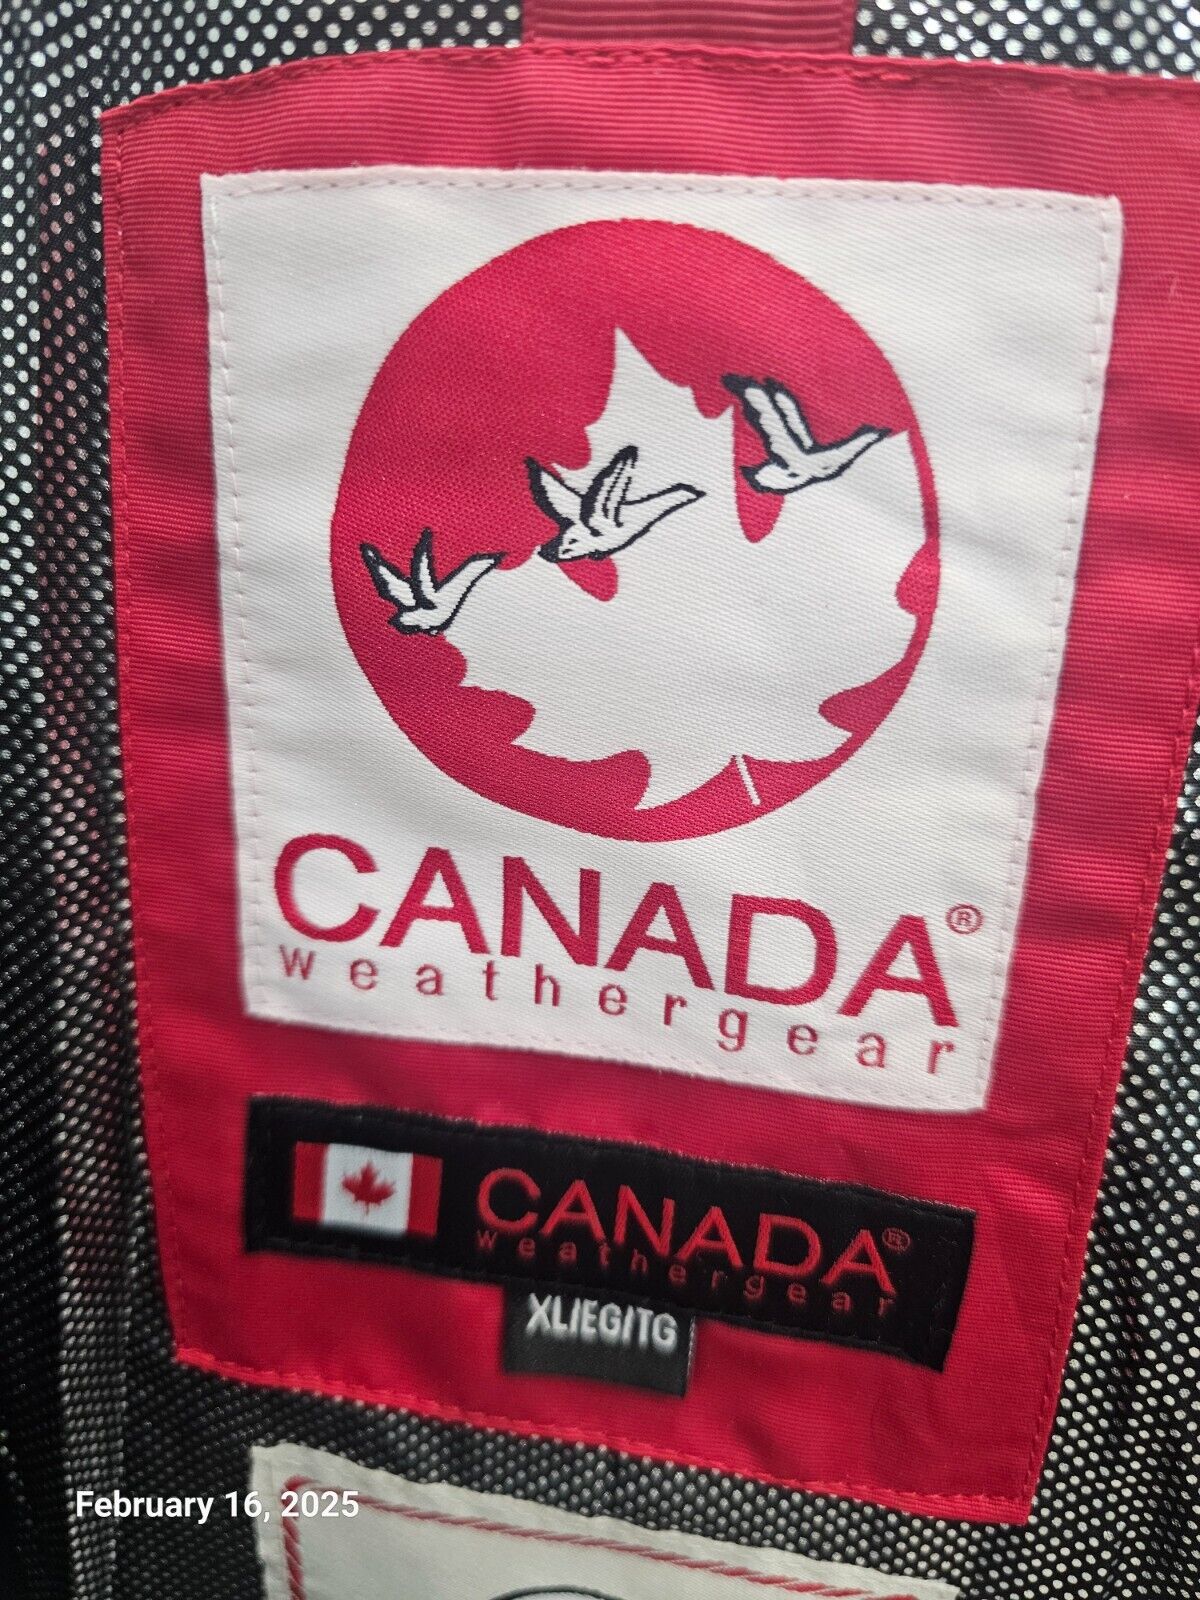 CANADA®
weathergear
CANADA®
weathergear
XL/EG/TG
February 16, 2025